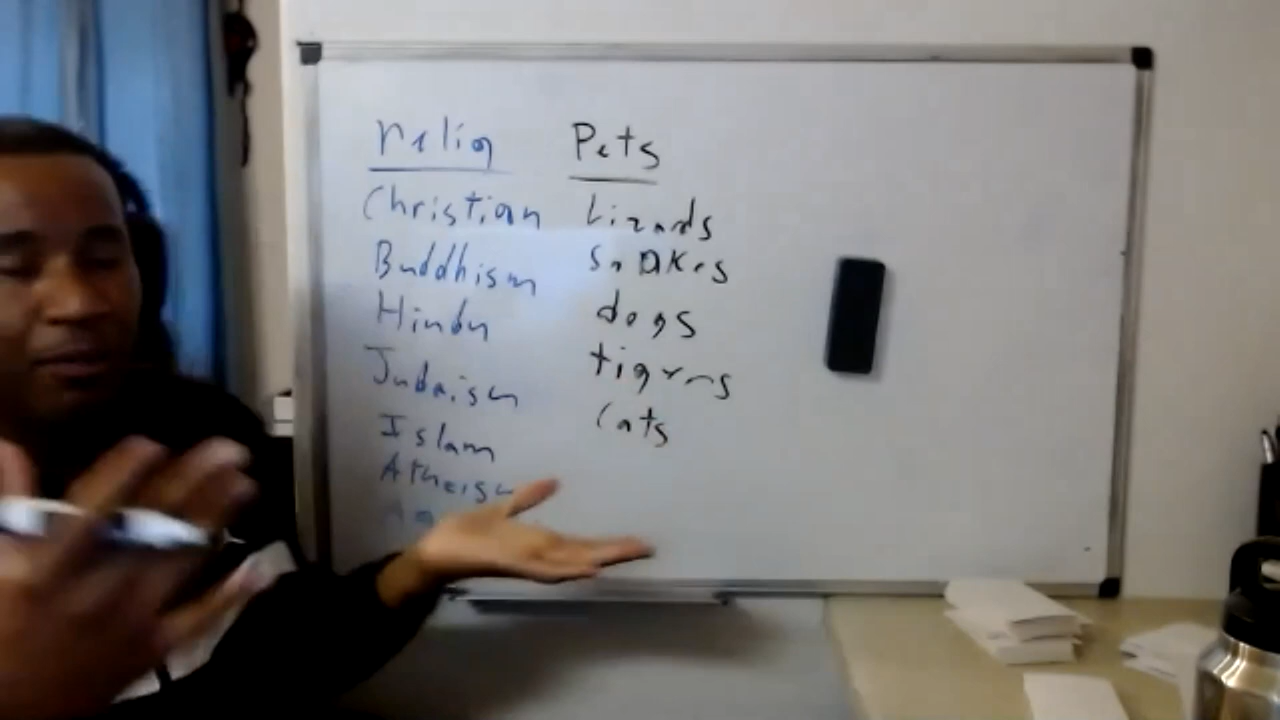 Relig
Christian
Buddhism
Hindu
Judaism
Islam
Atheism
Pets
Lizards
Snakes
dogs
tigers
Cats